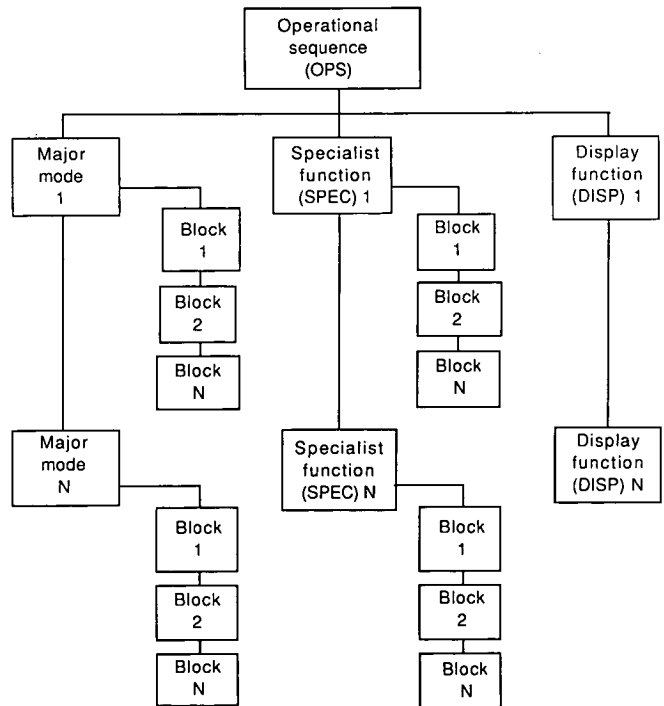 Operational
sequence
(OPS)
Major
mode
1
Specialist
function
(SPEC) 1
Display
function
(DISP) 1
Block
1
Block
2
Block
N
Block
1
Block
2
Block
N
Major
mode
N
Specialist
function
(SPEC) N
Display
function
(DISP) N
Block
1
Block
2
Block
N
Block
1
Block
2
Block
N